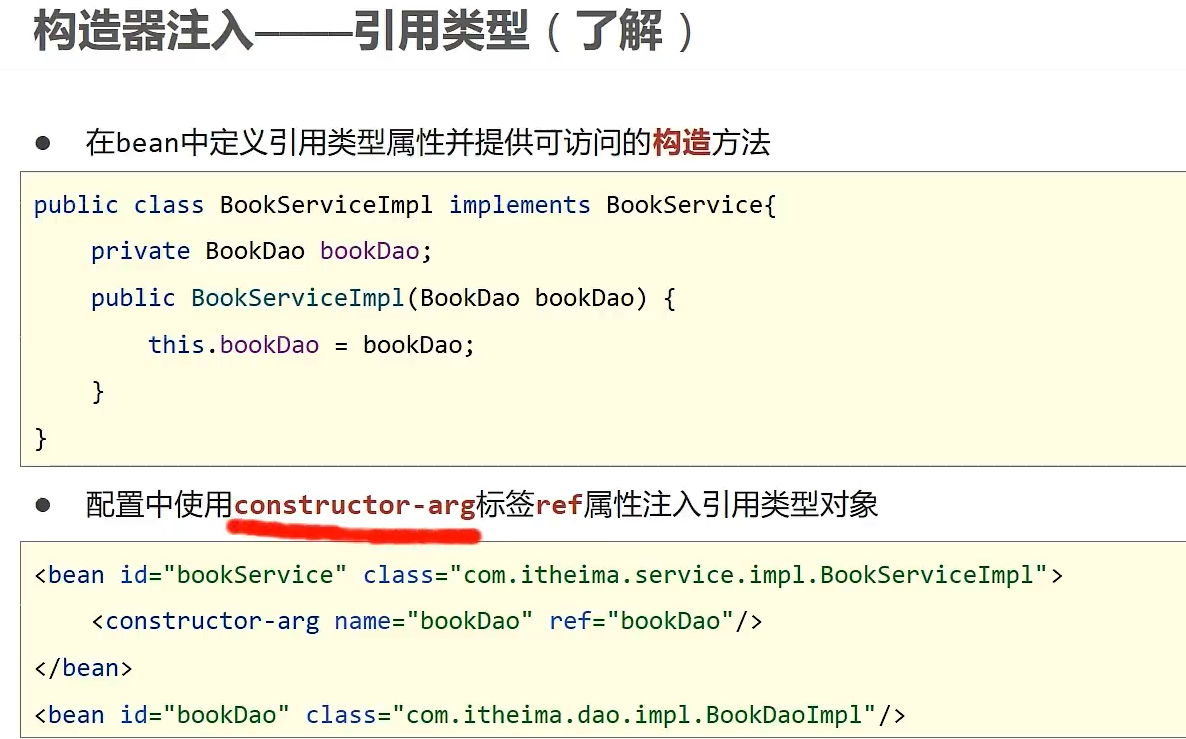 构造器注入——引用类型（了解）
● 在bean中定义引用类型属性并提供可访问的构造方法
public class BookServiceImpl implements BookService{
    private BookDao bookDao;
    public BookServiceImpl(BookDao bookDao) {
        this.bookDao = bookDao;
    }
}
● 配置中使用constructor-arg标签ref属性注入引用类型对象
<bean id="bookService" class="com.itheima.service.impl.BookServiceImpl">
    <constructor-arg name="bookDao" ref="bookDao"/>
</bean>
<bean id="bookDao" class="com.itheima.dao.impl.BookDaoImpl"/>